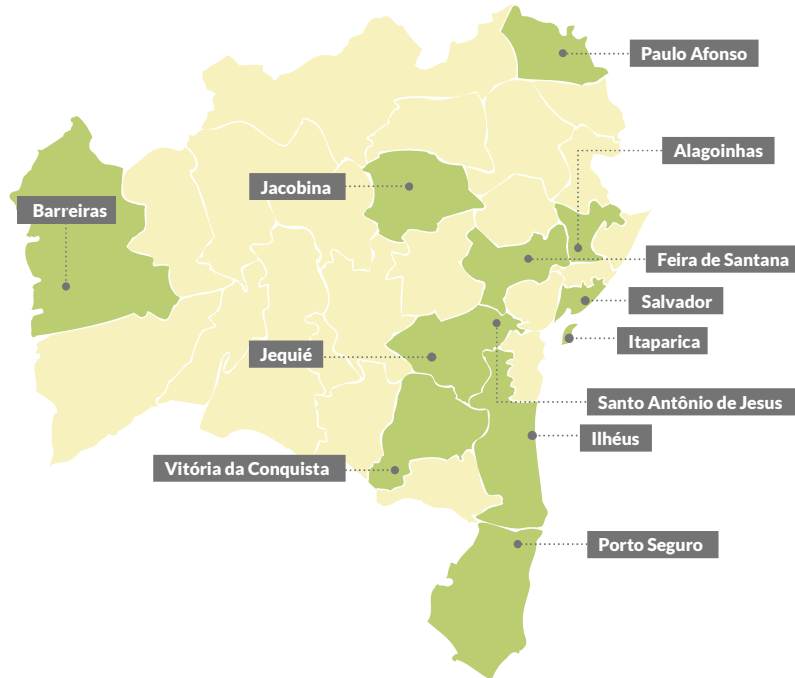 Paulo Afonso
Alagoinhas
Jacobina
Barreiras
Feira de Santana
Salvador
Itaparica
Jequié
Santo Antônio de Jesus
Ilhéus
Vitória da Conquista
Porto Seguro